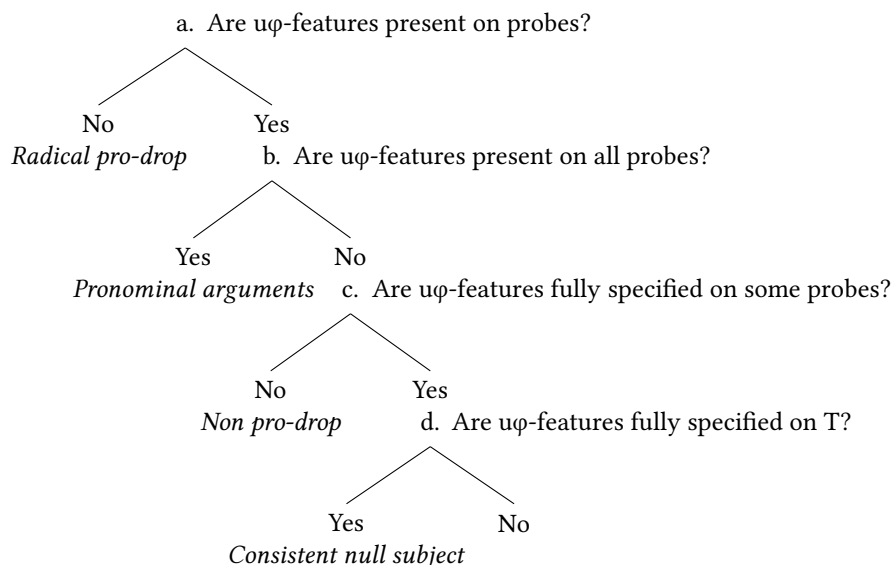 a. Are uφ-features present on probes?
No Yes
Radical pro-drop b. Are uφ-features present on all probes?
Yes No
Pronominal arguments c. Are uφ-features fully specified on some probes?
No Yes
Non pro-drop d. Are uφ-features fully specified on T?
Yes No
Consistent null subject